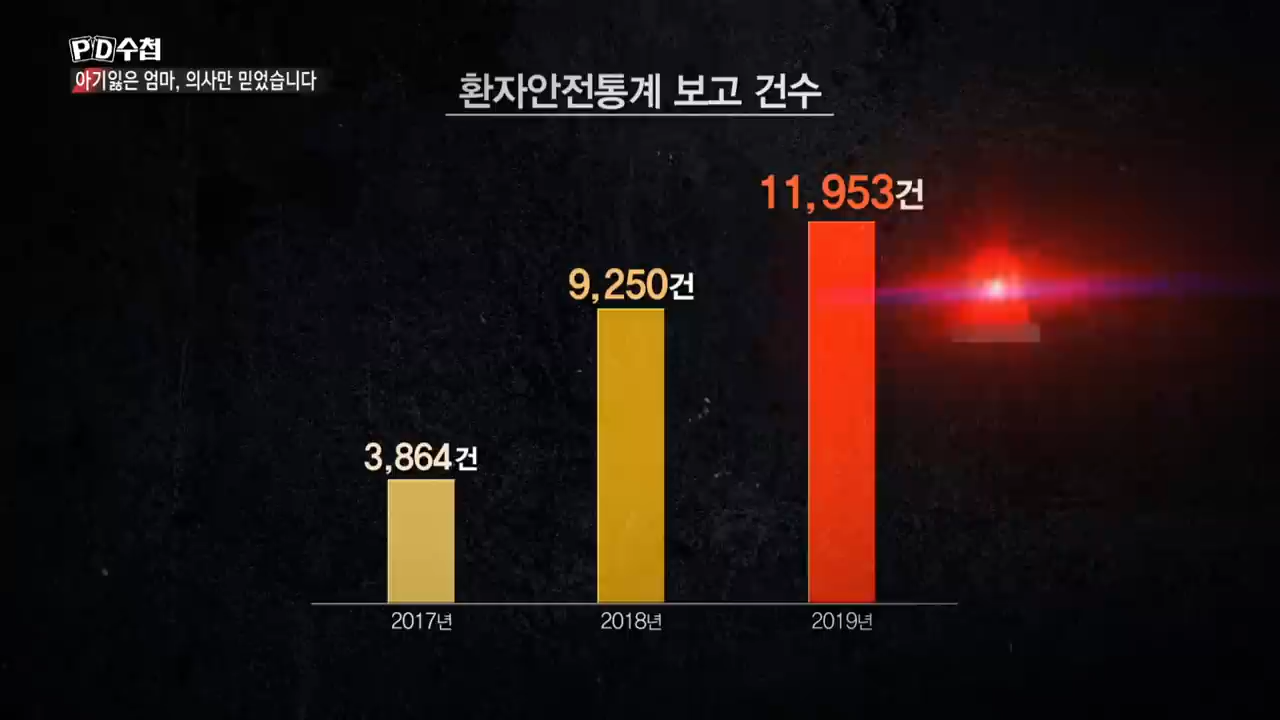 PD수첩
아기잃은 엄마, 의사만 믿었습니다
환자안전통계 보고 건수
11,953건
9,250건
3,864건
2017년 2018년 2019년